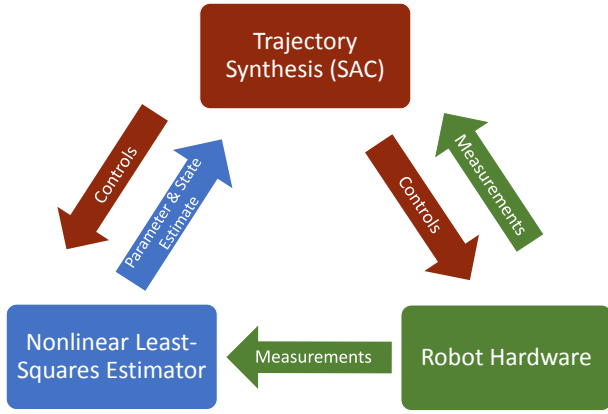 Trajectory
Synthesis (SAC)
Controls
Parameter & State
Estimate
Controls
Measurements
Nonlinear Least-
Squares Estimator
Measurements
Robot Hardware